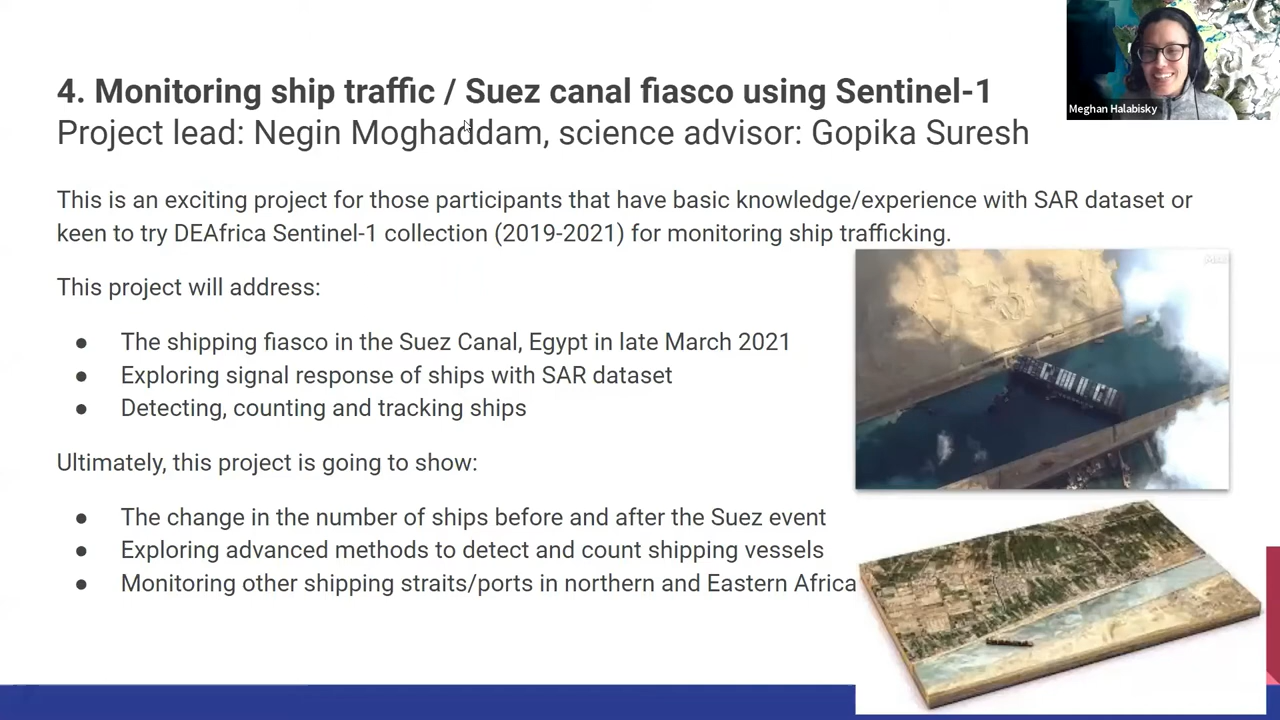 4. Monitoring ship traffic / Suez canal fiasco using Sentinel-1
Project lead: Negin Moghaddam, science advisor: Gopika Suresh
Meghan Halabisky
This is an exciting project for those participants that have basic knowledge/experience with SAR dataset or
keen to try DEAfrica Sentinel-1 collection (2019-2021) for monitoring ship trafficking.
This project will address:
● The shipping fiasco in the Suez Canal, Egypt in late March 2021
● Exploring signal response of ships with SAR dataset
● Detecting, counting and tracking ships
Ultimately, this project is going to show:
● The change in the number of ships before and after the Suez event
● Exploring advanced methods to detect and count shipping vessels
● Monitoring other shipping straits/ports in northern and Eastern Africa